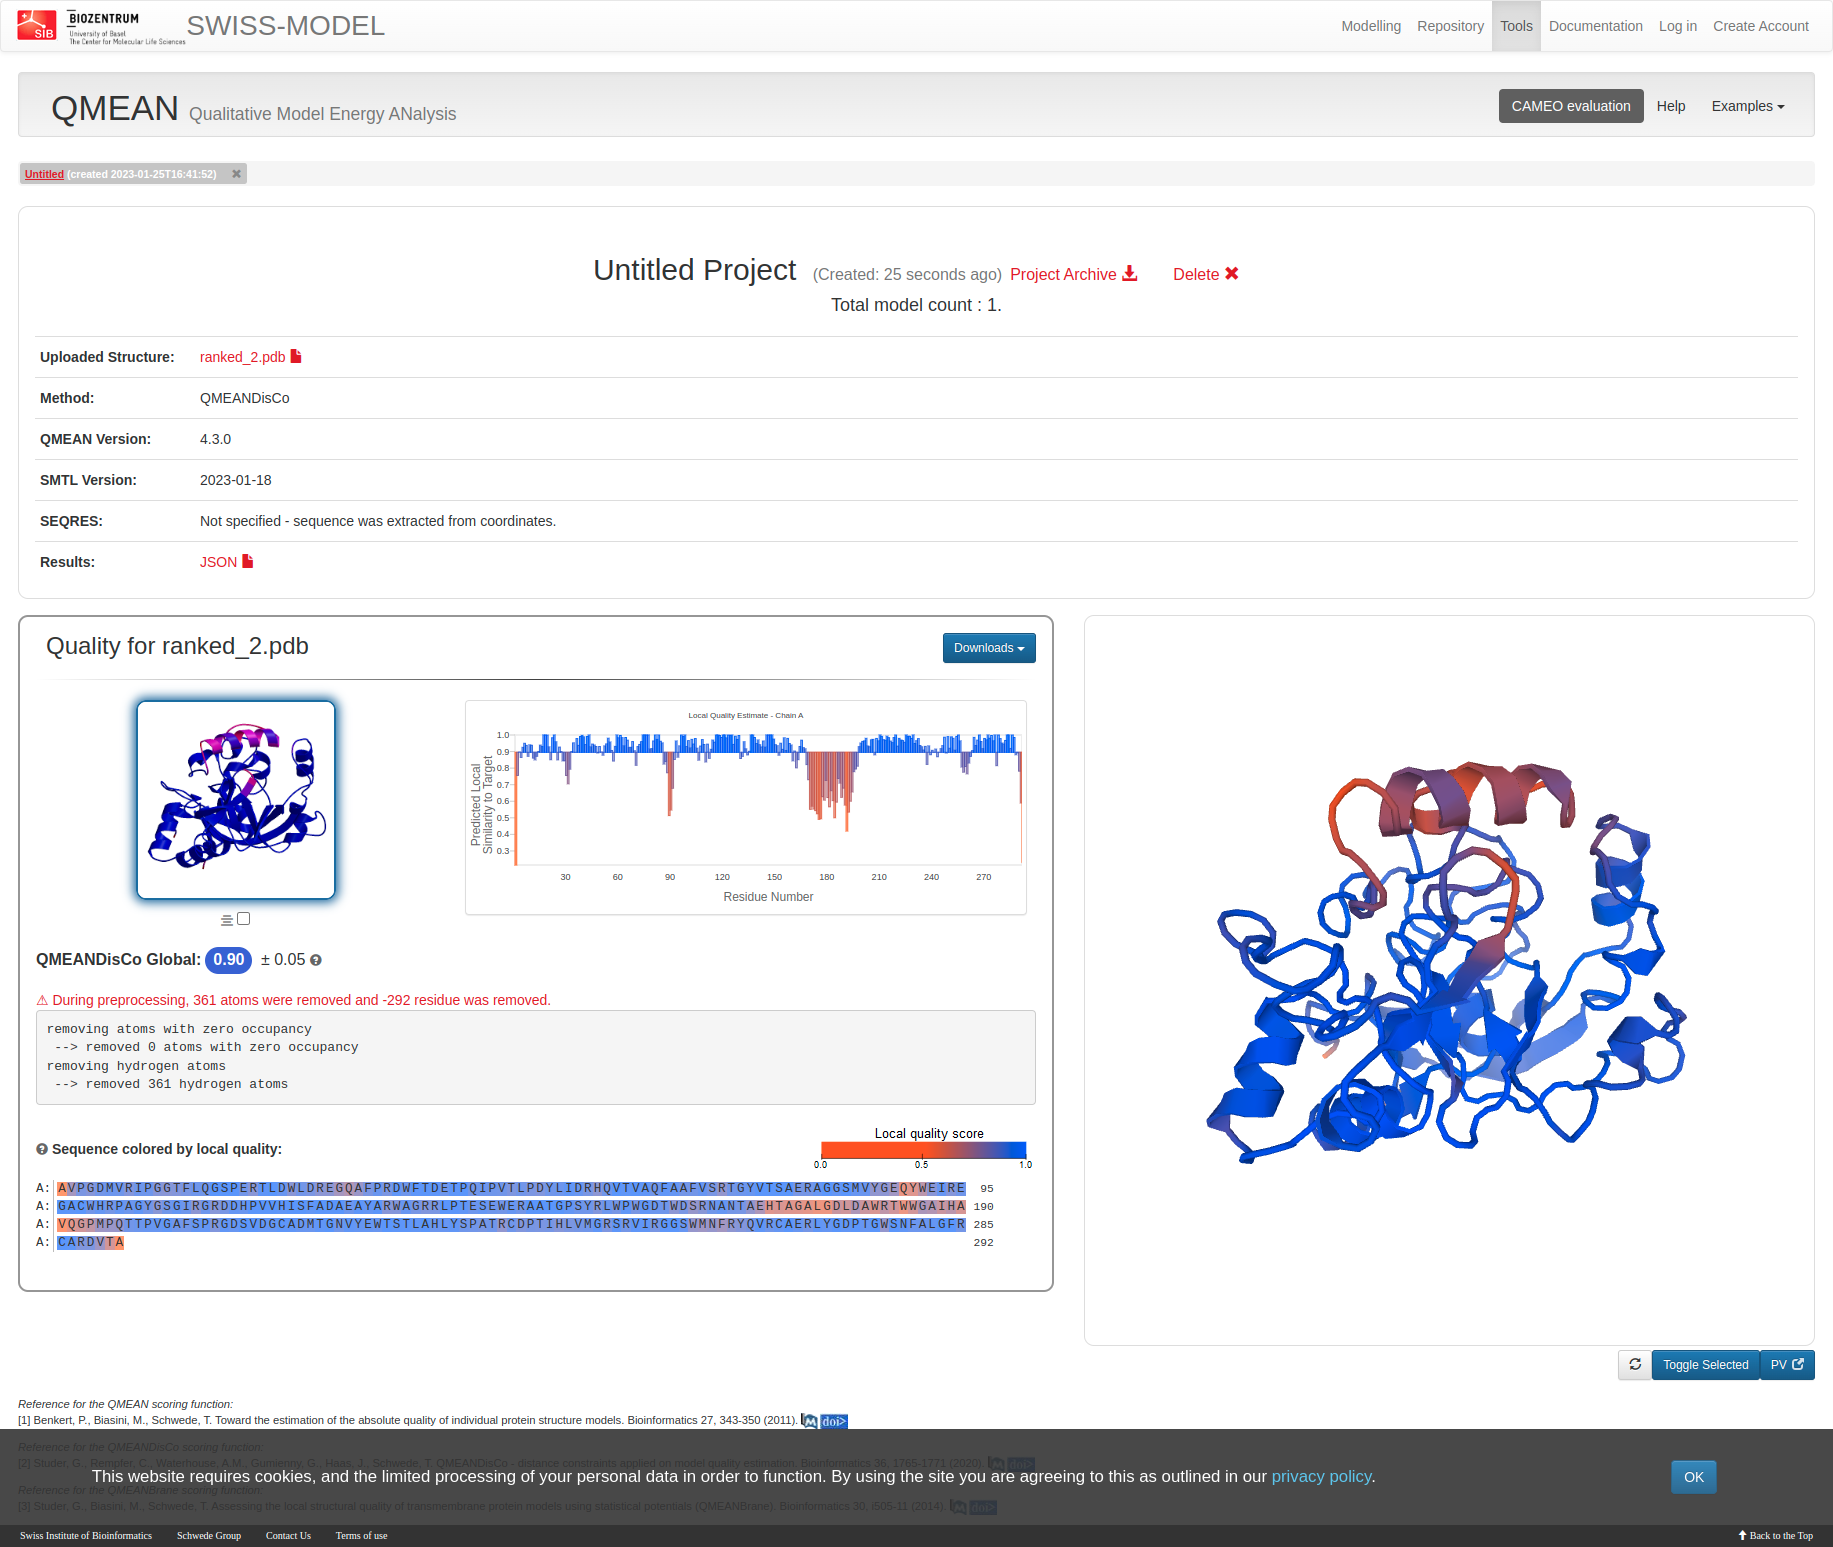 SIB
BIOZENTRUM
University of Basel
The Center for Molecular Life Sciences
SWISS-MODEL
Modelling Repository Tools Documentation Log in Create Account
QMEAN Qualitative Model Energy ANalysis
CAMEO evaluation Help Examples
Untitled (created 2023-01-25T16:41:52)
Untitled Project (Created: 25 seconds ago) Project Archive Delete
Total model count : 1.
Uploaded Structure: ranked_2.pdb
Method: QMEANDisCo
QMEAN Version: 4.3.0
SMTL Version: 2023-01-18
SEQRES: Not specified - sequence was extracted from coordinates.
Results: JSON
Quality for ranked_2.pdb
Downloads
Local Quality Estimate - Chain A
Predicted Local
Similarity to Target
1.0
0.9
0.8
0.7
0.6
0.5
0.4
0.3
30 60 90 120 150 180 210 240 270
Residue Number
QMEANDisCo Global: 0.90 ± 0.05
During preprocessing, 361 atoms were removed and -292 residue was removed.
removing atoms with zero occupancy
--> removed 0 atoms with zero occupancy
removing hydrogen atoms
--> removed 361 hydrogen atoms
Sequence colored by local quality:
Local quality score
0.0 0.5 1.0
A: AVPGDMVRIPGGTFLQGSPERTLDWLDREGQAFPRDWFTDETPQIPVTLPDYLIDRHQVTVAQFAAFVSRTGYVTSAERAGGSMVYGEQYWEIRE 95
A: GACWHRPAGYGSGIRGRDDHPVVHISFADAEAYARWAGRRLPTESEWERAATGPSYRLWPWGDTWDSRNANTAEHTAGALGDLDAWRTWWGAIHA 190
A: VQGPMPQTTPVGAFSPRGDSVDGCADMTGNVYEWTSTLAHLYSPATRCDPTIHLVMGRSRVIRGGSWMNFRYQVRCAERLYGDPTGWSNFALGFR 285
A: CARDVTA 292
Toggle Selected PV
Reference for the QMEAN scoring function:
[1] Benkert, P., Biasini, M., Schwede, T. Toward the estimation of the absolute quality of individual protein structure models. Bioinformatics 27, 343-350 (2011). M doi>
Reference for the QMEANDisCo scoring function:
[2] Studer, G., Rempfer, C., Waterhouse, A.M., Gumienny, G., Haas, J., Schwede, T. QMEANDisCo - distance constraints applied on model quality estimation. Bioinformatics 36, 1765-1771 (2020). M doi>
This website requires cookies, and the limited processing of your personal data in order to function. By using the site you are agreeing to this as outlined in our privacy policy.
OK
Reference for the QMEANBrane scoring function:
[3] Studer, G., Biasini, M., Schwede, T. Assessing the local structural quality of transmembrane protein models using statistical potentials (QMEANBrane). Bioinformatics 30, i505-11 (2014). M doi>
Swiss Institute of Bioinformatics Schwede Group Contact Us Terms of use
Back to the Top